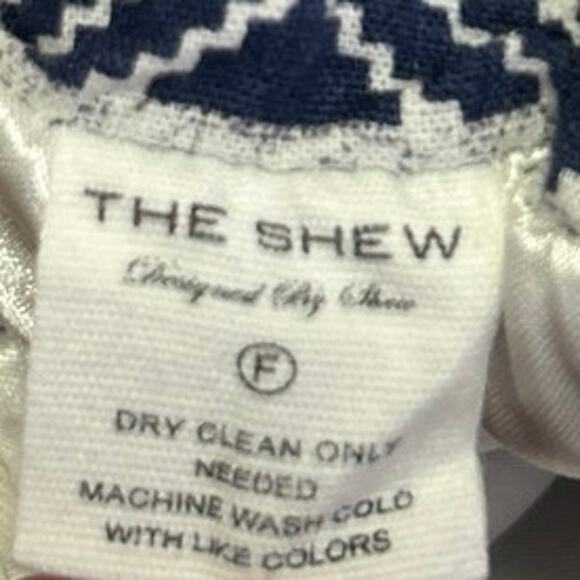 THE SHEW
Designed By Shew
F
DRY CLEAN ONLY
NEEDED
MACHINE WASH COLD
WITH LIKE COLORS